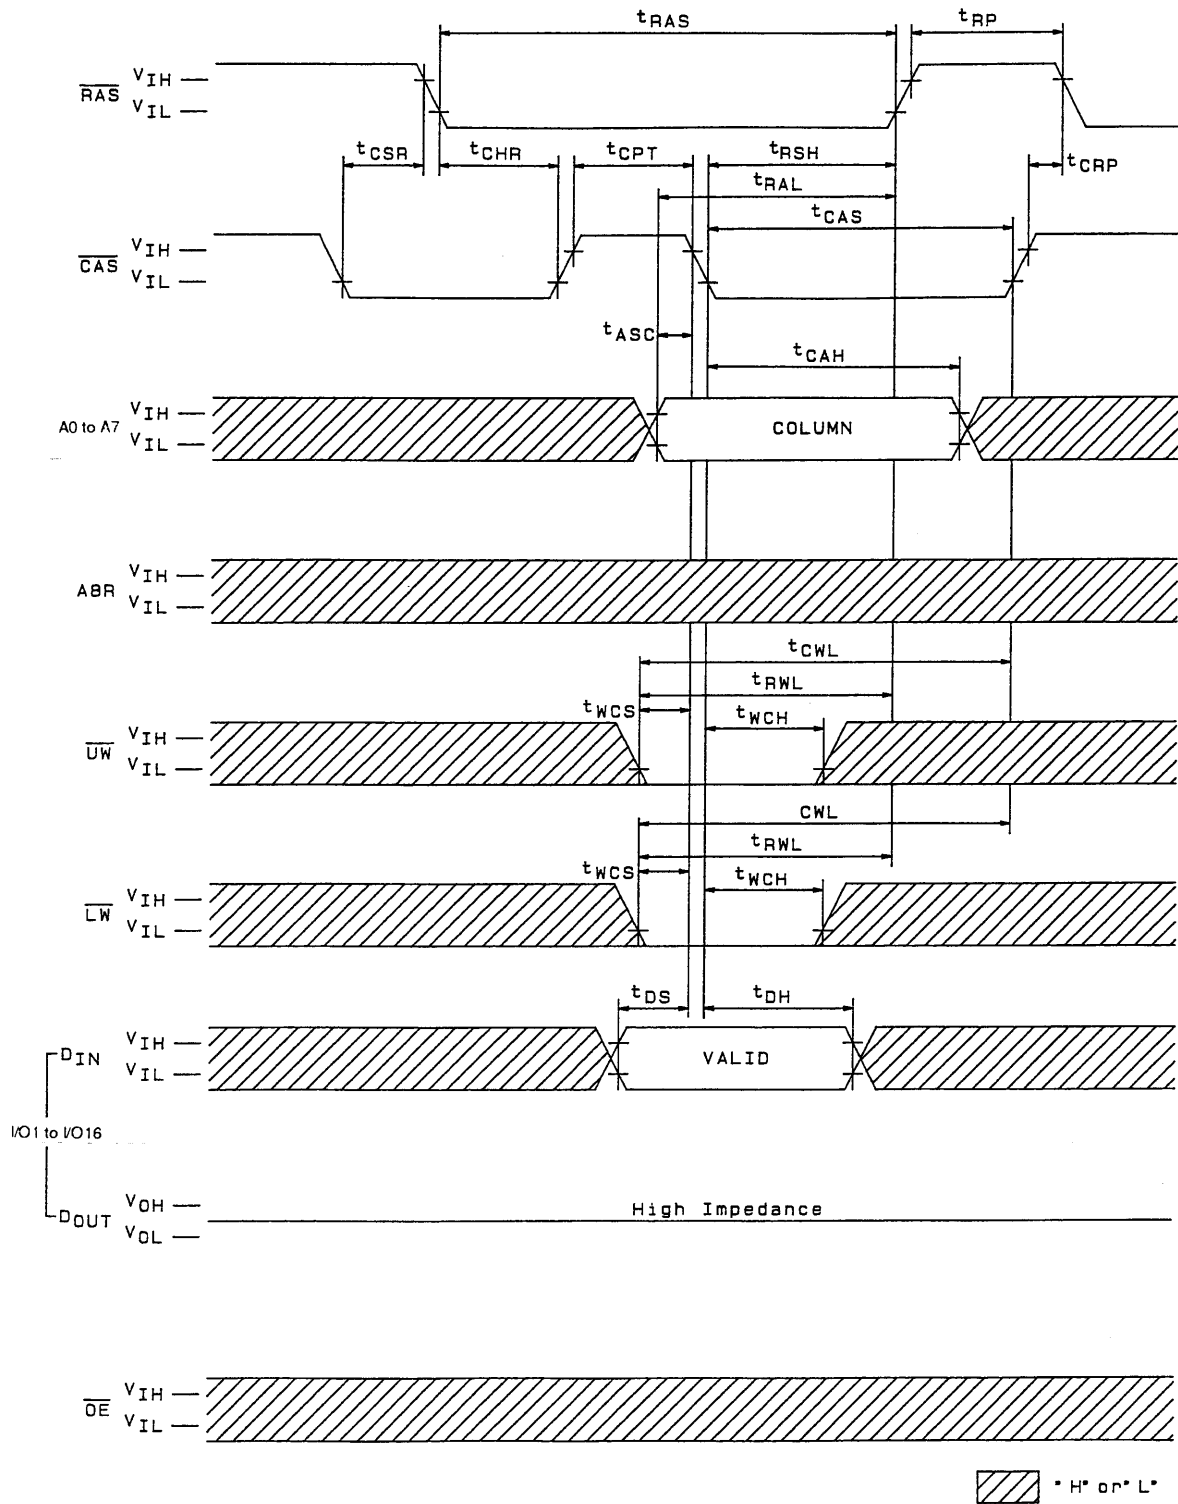 tRAS
tRP
RAS
VIH
VIL
tCSR
tCHR
tCPT
tRSH
tCRP
tRAL
tCAS
CAS
VIH
VIL
tASC
tCAH
A0 to A7
VIH
VIL
COLUMN
A8R
VIH
VIL
tCWL
tRWL
tWCS
tWCH
UW
VIH
VIL
CWL
tRWL
tWCS
tWCH
LW
VIH
VIL
tDS
tDH
DIN
VIH
VIL
VALID
I/O1 to I/O16
DOUT
VOH
VOL
High Impedance
OE
VIH
VIL
"H" or "L"